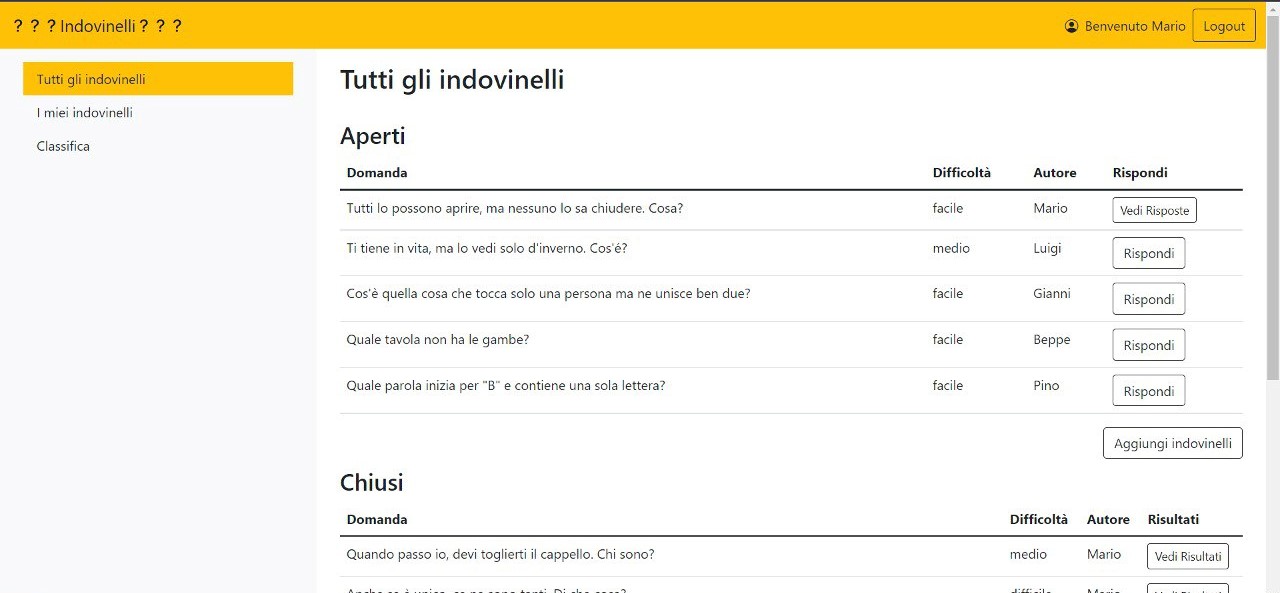 ? ? ? Indovinelli ? ? ?
Benvenuto Mario Logout
Tutti gli indovinelli
I miei indovinelli
Classifica
Tutti gli indovinelli
Aperti
Domanda Difficoltà Autore Rispondi
Tutti lo possono aprire, ma nessuno lo sa chiudere. Cosa? facile Mario Vedi Risposte
Ti tiene in vita, ma lo vedi solo d'inverno. Cos'é? medio Luigi Rispondi
Cos'è quella cosa che tocca solo una persona ma ne unisce ben due? facile Gianni Rispondi
Quale tavola non ha le gambe? facile Beppe Rispondi
Quale parola inizia per "B" e contiene una sola lettera? facile Pino Rispondi
Aggiungi indovinelli
Chiusi
Domanda Difficoltà Autore Risultati
Quando passo io, devi toglierti il cappello. Chi sono? medio Mario Vedi Risultati